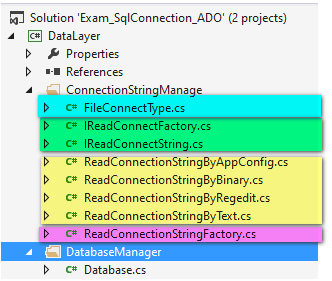 Solution 'Exam_SqlConnection_ADO' (2 projects)
DataLayer
Properties
References
ConnectionStringManage
FileConnectType.cs
IReadConnectFactory.cs
IReadConnectString.cs
ReadConnectionStringByAppConfig.cs
ReadConnectionStringByBinary.cs
ReadConnectionStringByRegedit.cs
ReadConnectionStringByText.cs
ReadConnectionStringFactory.cs
DatabaseManager
Database.cs